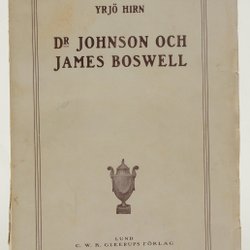 YRJÖ HIRN
DR JOHNSON OCH
JAMES BOSWELL
LUND
C. W. K. GLEERUPS FÖRLAG